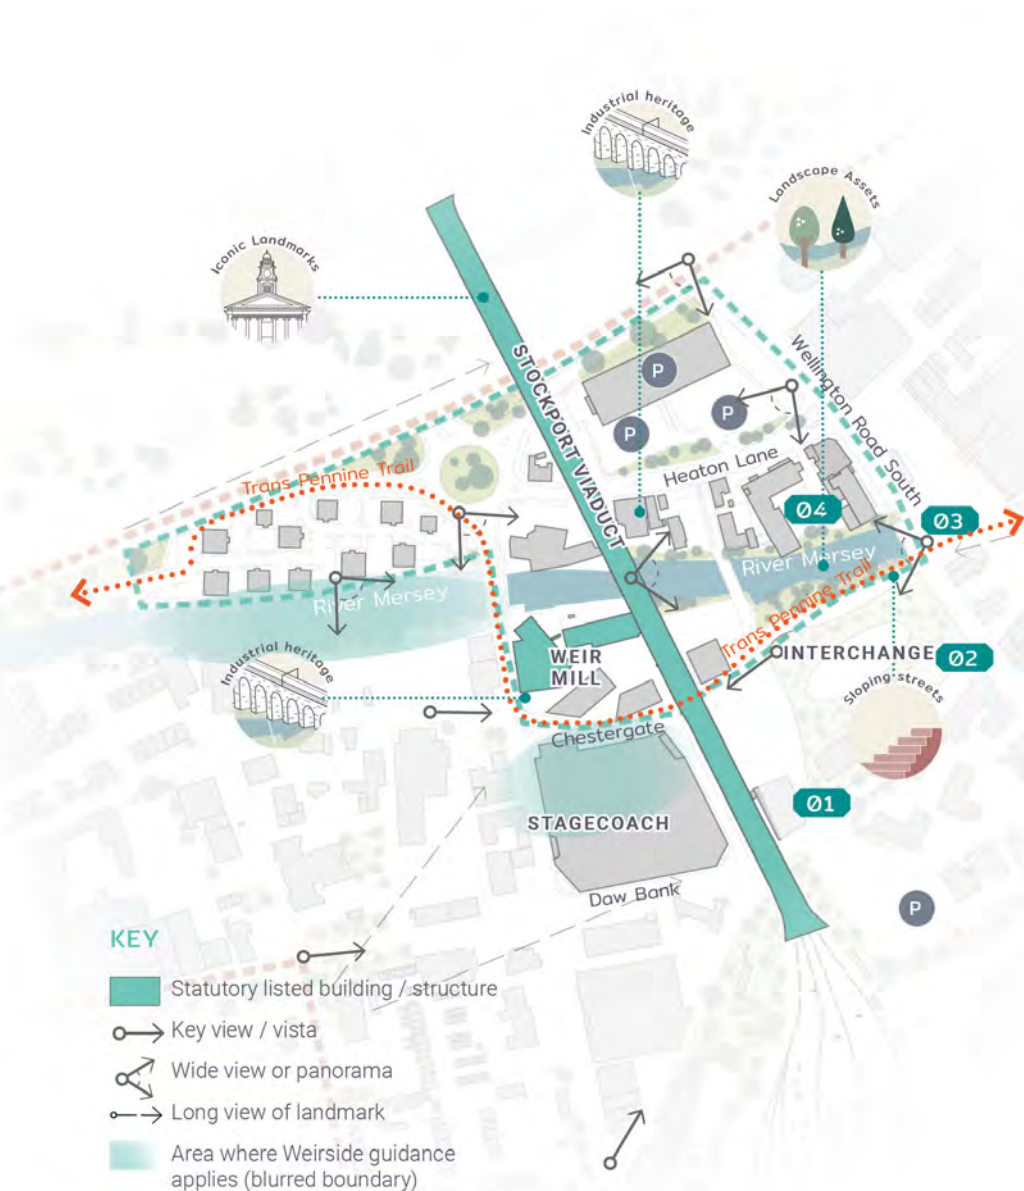 Industrial heritage
Landscape Assets
Iconic Landmarks
STOCKPORT VIADUCT
Wellington Road South
P
P
P
Heaton Lane
Trans Pennine Trail
04
03
River Mersey
River Mersey
Trans Pennine Trail
WEIR
MILL
INTERCHANGE
02
Industrial heritage
Sloping streets
Chestergate
STAGECOACH
01
Daw Bank
P
KEY
Statutory listed building / structure
Key view / vista
Wide view or panorama
Long view of landmark
Area where Weirside guidance
applies (blurred boundary)